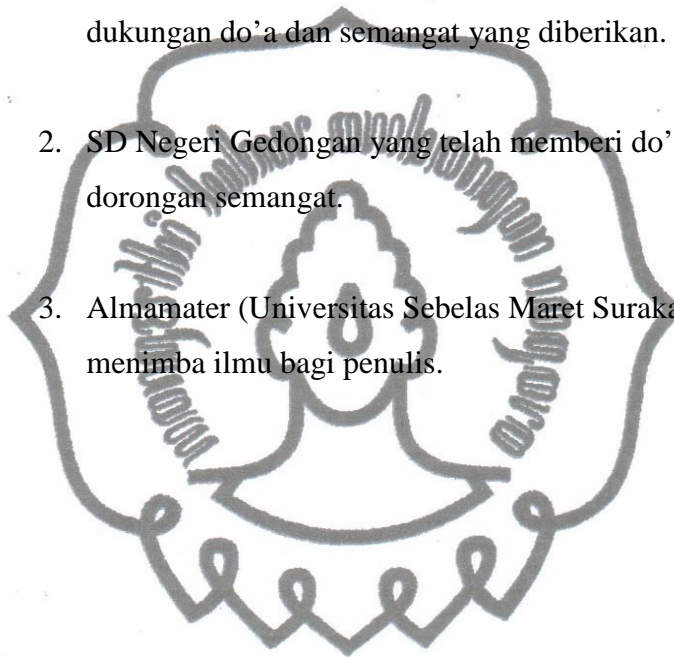 dukungan do’a dan semangat yang diberikan.
2. SD Negeri Gedongan yang telah memberi do’
dorongan semangat.
3. Almamater (Universitas Sebelas Maret Suraka
menimba ilmu bagi penulis.